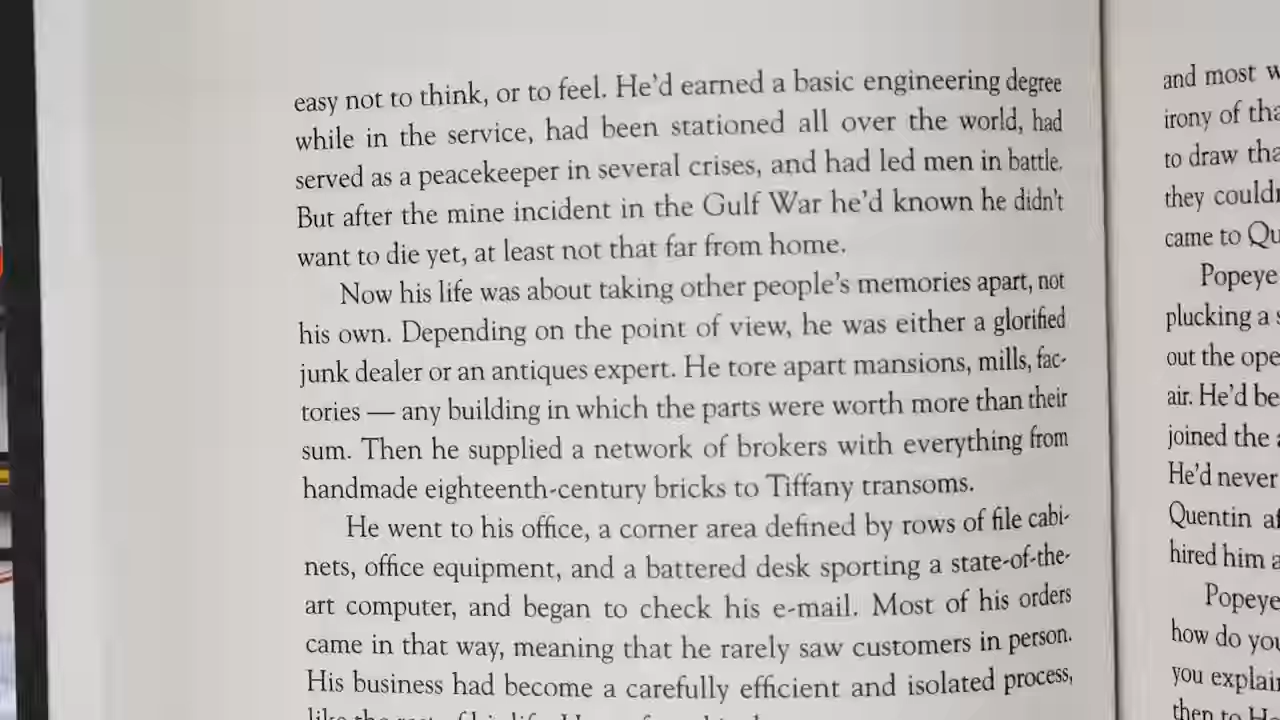 easy not to think, or to feel. He'd earned a basic engineering degree
while in the service, had been stationed all over the world, had
served as a peacekeeper in several crises, and had led men in battle.
But after the mine incident in the Gulf War he'd known he didn't
want to die yet, at least not that far from home.
Now his life was about taking other people's memories apart, not
his own. Depending on the point of view, he was either a glorified
junk dealer or an antiques expert. He tore apart mansions, mills, fac-
tories — any building in which the parts were worth more than their
sum. Then he supplied a network of brokers with everything from
handmade eighteenth-century bricks to Tiffany transoms.
He went to his office, a corner area defined by rows of file cabi-
nets, office equipment, and a battered desk sporting a state-of-the-
art computer, and began to check his e-mail. Most of his orders
came in that way, meaning that he rarely saw customers in person.
His business had become a carefully efficient and isolated process,
and most
irony of
to draw
they
came to
Popeye
plucking a
out the
air. He'd
joined the
He'd never
Quentin
hired him
Popeye
how do
you
then to